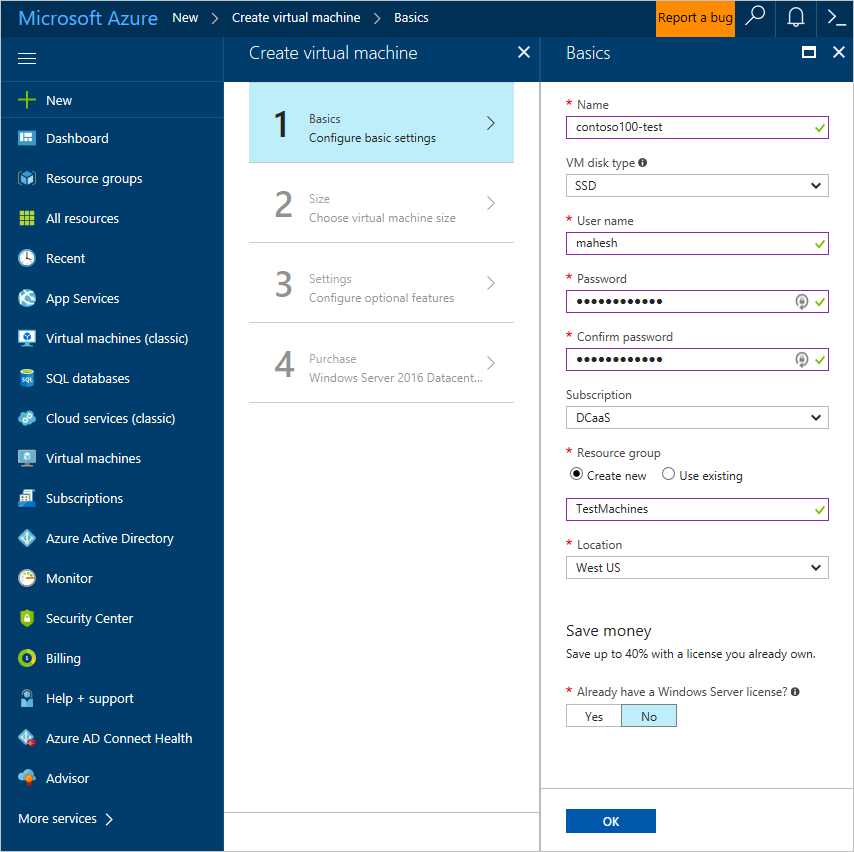 Microsoft Azure New > Create virtual machine > Basics Report a bug
New
Dashboard
Resource groups
All resources
Recent
App Services
Virtual machines (classic)
SQL databases
Cloud services (classic)
Virtual machines
Subscriptions
Azure Active Directory
Monitor
Security Center
Billing
Help + support
Azure AD Connect Health
Advisor
More services >
Create virtual machine
1 Basics
Configure basic settings
2 Size
Choose virtual machine size
3 Settings
Configure optional features
4 Purchase
Windows Server 2016 Datacent...
Basics
* Name
contoso100-test
VM disk type
SSD
* User name
mahesh
* Password
••••••••••••
* Confirm password
••••••••••••
Subscription
DCaaS
* Resource group
Create new Use existing
TestMachines
* Location
West US
Save money
Save up to 40% with a license you already own.
* Already have a Windows Server license?
Yes No
OK